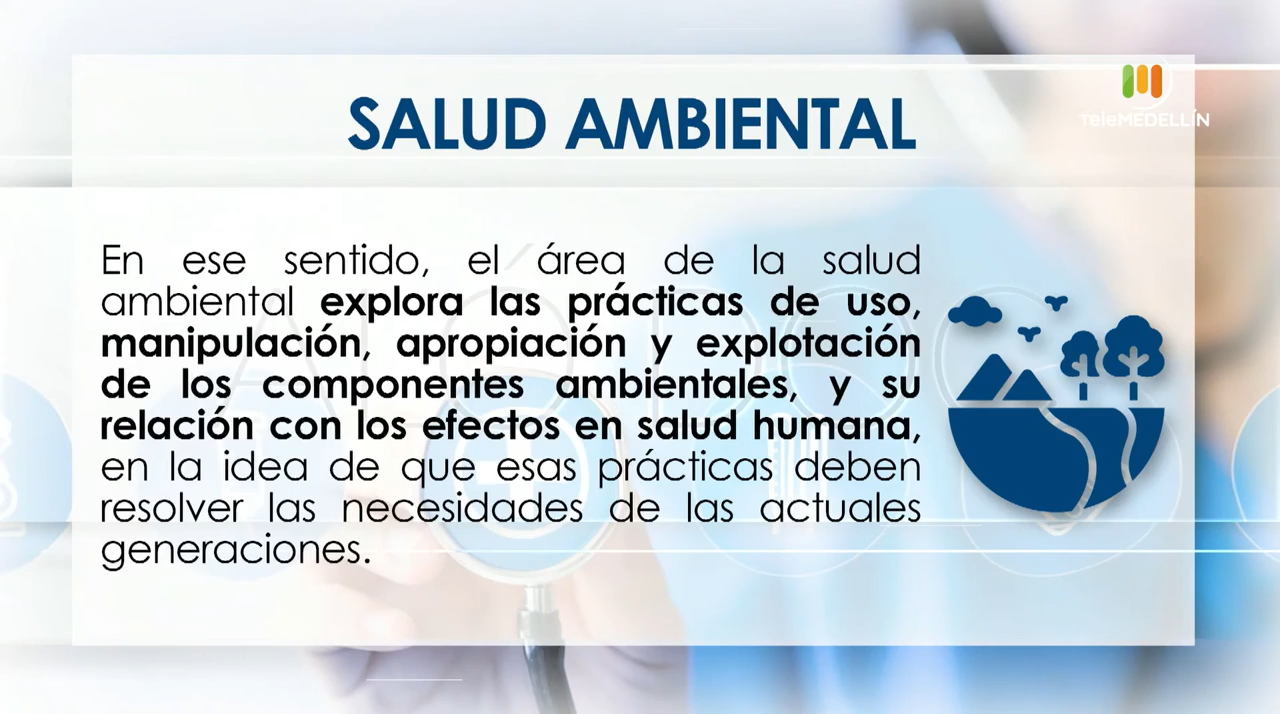 SALUD AMBIENTAL
TeleMEDELLÍN
En ese sentido, el área de la salud
ambiental explora las prácticas de uso,
manipulación, apropiación y explotación
de los componentes ambientales, y su
relación con los efectos en salud humana,
en la idea de que esas prácticas deben
resolver las necesidades de las actuales
generaciones.